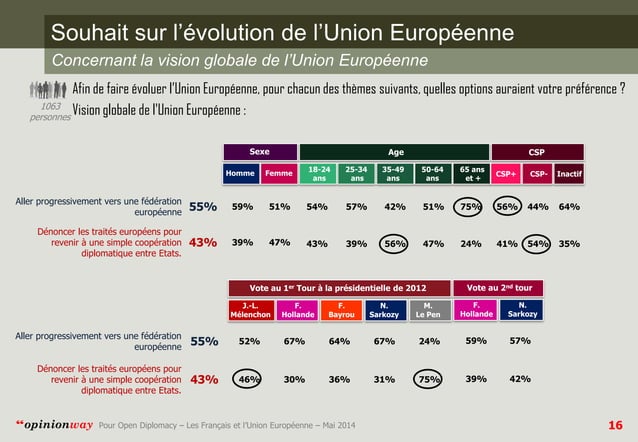 Souhait sur l’évolution de l’Union Européenne
Concernant la vision globale de l’Union Européenne
Afin de faire évoluer l’Union Européenne, pour chacun des thèmes suivants, quelles options auraient votre préférence ?
1063
personnes
Vision globale de l'Union Européenne :
Sexe Age CSP
Homme Femme 18-24 ans 25-34 ans 35-49 ans 50-64 ans 65 ans et + CSP+ CSP- Inactif
Aller progressivement vers une fédération
européenne
55% 59% 51% 54% 57% 42% 51% 75% 56% 44% 64%
Dénoncer les traités européens pour
revenir à une simple coopération
diplomatique entre Etats.
43% 39% 47% 43% 39% 56% 47% 24% 41% 54% 35%
Vote au 1er Tour à la présidentielle de 2012 Vote au 2nd tour
J.-L. Mélenchon F. Hollande F. Bayrou N. Sarkozy M. Le Pen F. Hollande N. Sarkozy
Aller progressivement vers une fédération
européenne
55% 52% 67% 64% 67% 24% 59% 57%
Dénoncer les traités européens pour
revenir à une simple coopération
diplomatique entre Etats.
43% 46% 30% 36% 31% 75% 39% 42%
“opinionway Pour Open Diplomacy – Les Français et l’Union Européenne – Mai 2014 16